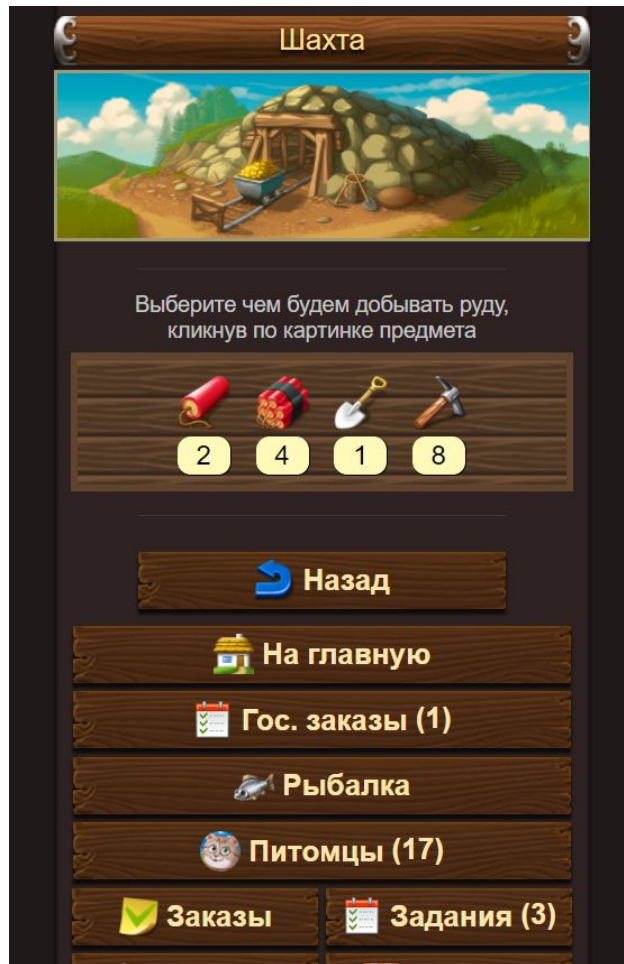 Шахта
Выберите чем будем добывать руду,
кликнув по картинке предмета
2 4 1 8
Назад
На главную
Гос. заказы (1)
Рыбалка
Питомцы (17)
Заказы Задания (3)